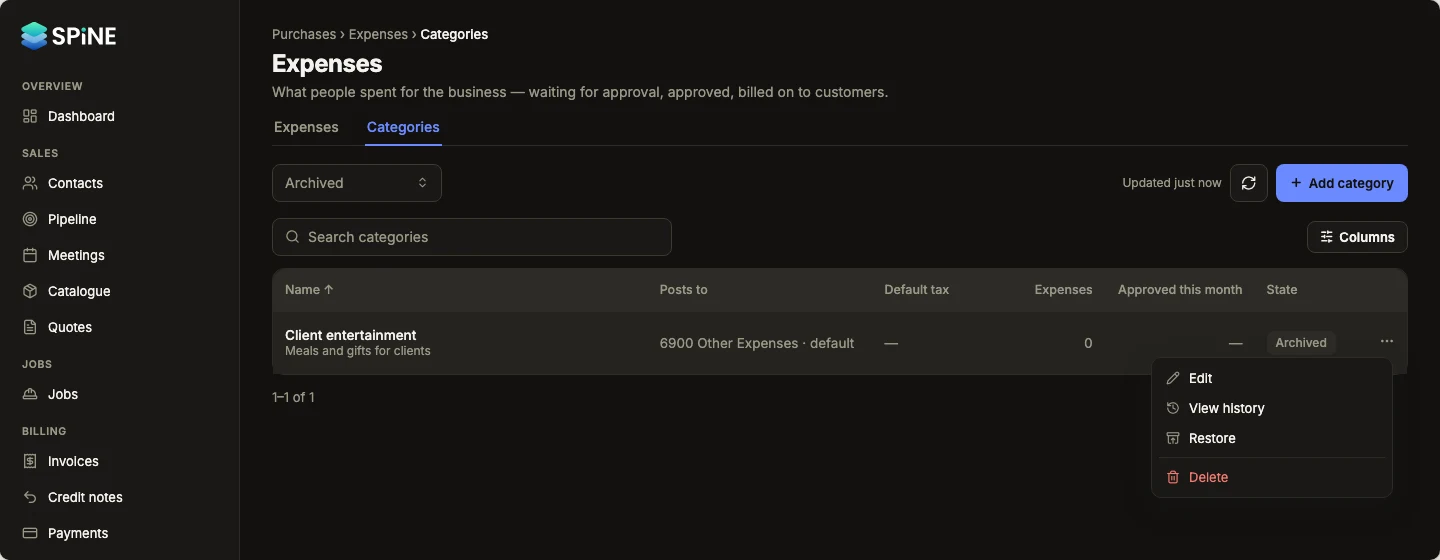 SPiNE
OVERVIEW
Dashboard
SALES
Contacts
Pipeline
Meetings
Catalogue
Quotes
JOBS
Jobs
BILLING
Invoices
Credit notes
Payments
Purchases › Expenses › Categories
Expenses
What people spent for the business — waiting for approval, approved, billed on to customers.
Expenses Categories
Archived
Updated just now
+ Add category
Search categories
Columns
Name ↑ Posts to Default tax Expenses Approved this month State
Client entertainment
Meals and gifts for clients
6900 Other Expenses · default — 0 — Archived ···
1–1 of 1
Edit
View history
Restore
Delete